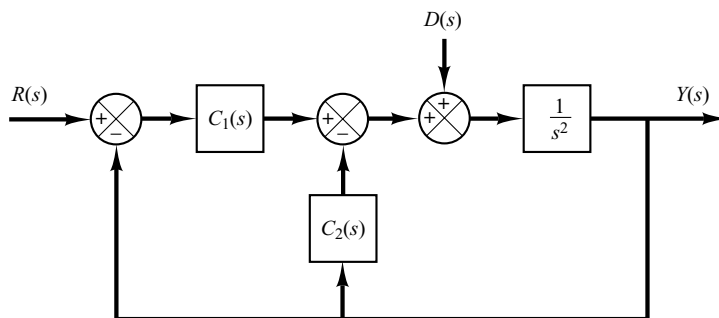 D(s)
R(s)
Y(s)
+
−
C₁(s)
+
−
+
+
1
s²
C₂(s)